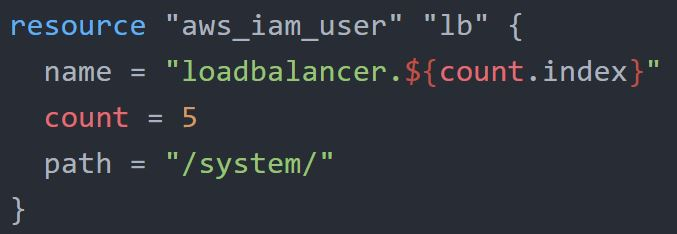 resource "aws_iam_user" "lb" {
  name = "loadbalancer.${count.index}"
  count = 5
  path = "/system/"
}